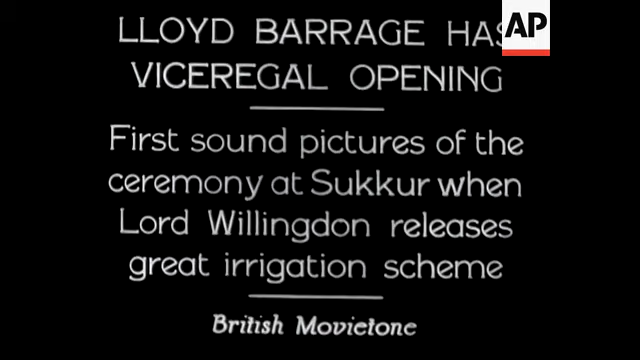 LLOYD BARRAGE HAS
AP
VICEREGAL OPENING
First sound pictures of the
ceremony at Sukkur when
Lord Willingdon releases
great irrigation scheme
British Movietone